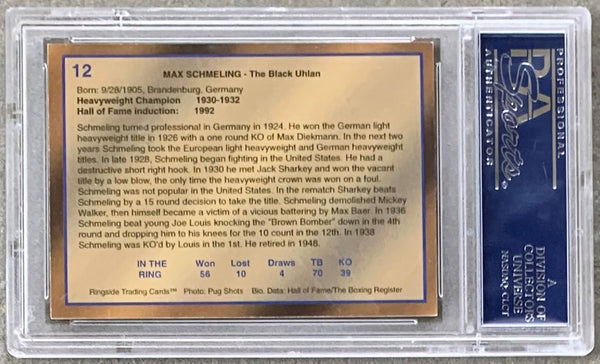 12
MAX SCHMELING - The Black Uhlan
Born: 9/28/1905, Brandenburg, Germany
Heavyweight Champion 1930-1932
Hall of Fame induction: 1992
Schmeling turned professional in Germany in 1924. He won the German light
heavyweight title in 1926 with a one round KO of Max Diekmann. In the next two
years Schmeling took the European light heavyweight and German heavyweight
titles. In late 1928, Schmeling began fighting in the United States. He had a
destructive short right hook. In 1930 he met Jack Sharkey and won the vacant
title by a low blow, the only time the heavyweight crown was won on a foul.
Schmeling was not popular in the United States. In the rematch Sharkey beats
Schmeling by a 15 round decision to take the title. Schmeling demolished Mickey
Walker, then himself became a victim of a vicious battering by Max Baer. In 1936
Schmeling beat young Joe Louis knocking the "Brown Bomber" down in the 4th
round and dropping him to his knees for the 10 count in the 12th. In 1938
Schmeling was KO'd by Louis in the 1st. He retired in 1948.
IN THE Won Lost Draws TB KO
RING 56 10 4 70 39
Ringside Trading Cards™ Photo: Pug Shots Bio. Data: Hall of Fame/The Boxing Register
PROFESSIONAL
SPORTS
AUTHENTICATOR
PSA
A
DIVISION OF
COLLECTORS
UNIVERSE
NASDAQ: CLCT